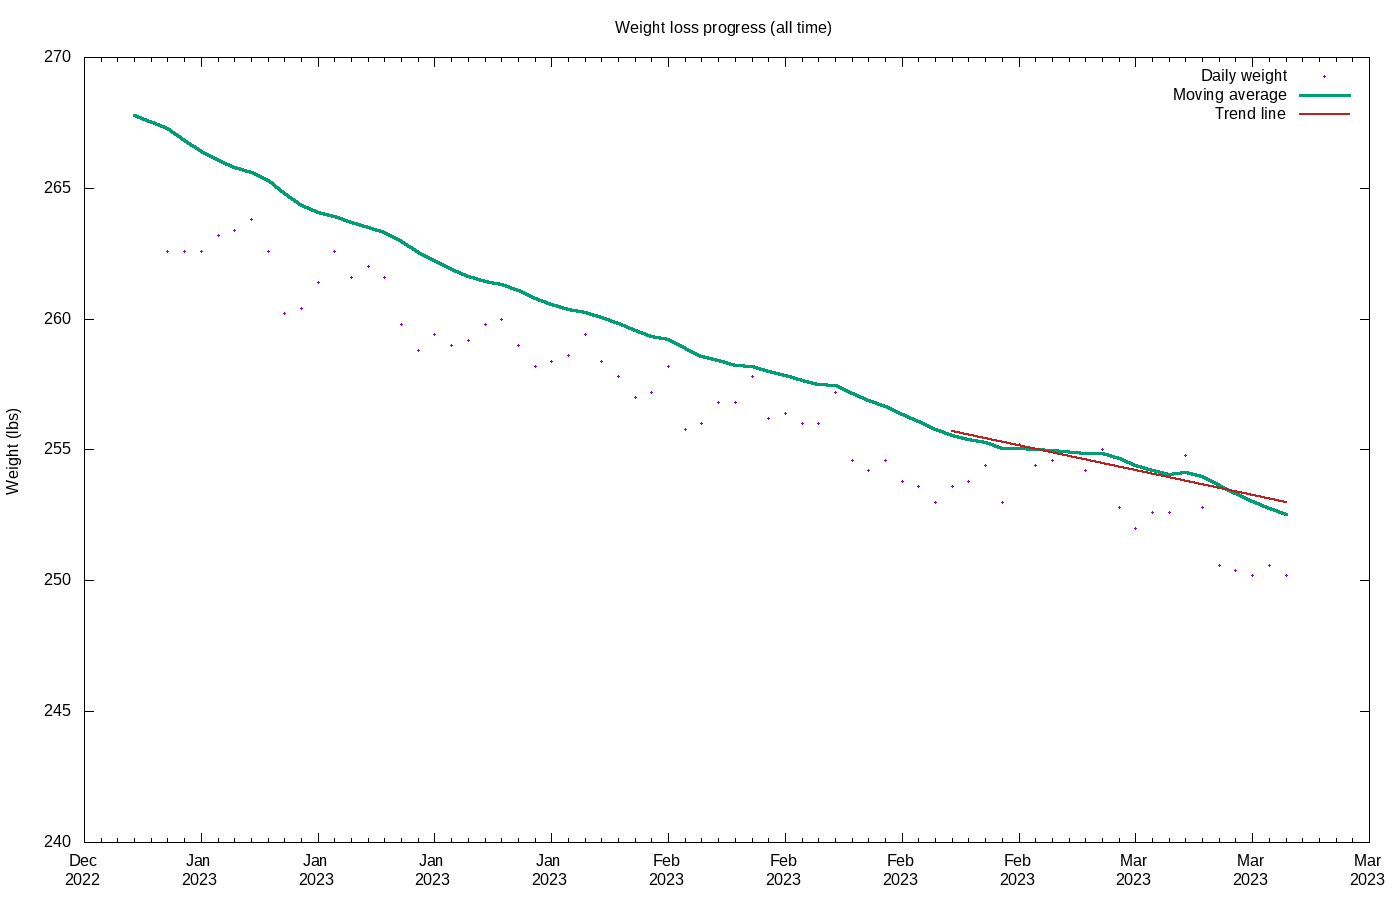 Weight loss progress (all time)
270
265
260
255
250
245
240
Weight (lbs)
Daily weight
Moving average
Trend line
Dec Jan Jan Jan Jan Feb Feb Feb Feb Mar Mar Mar
2022 2023 2023 2023 2023 2023 2023 2023 2023 2023 2023 2023